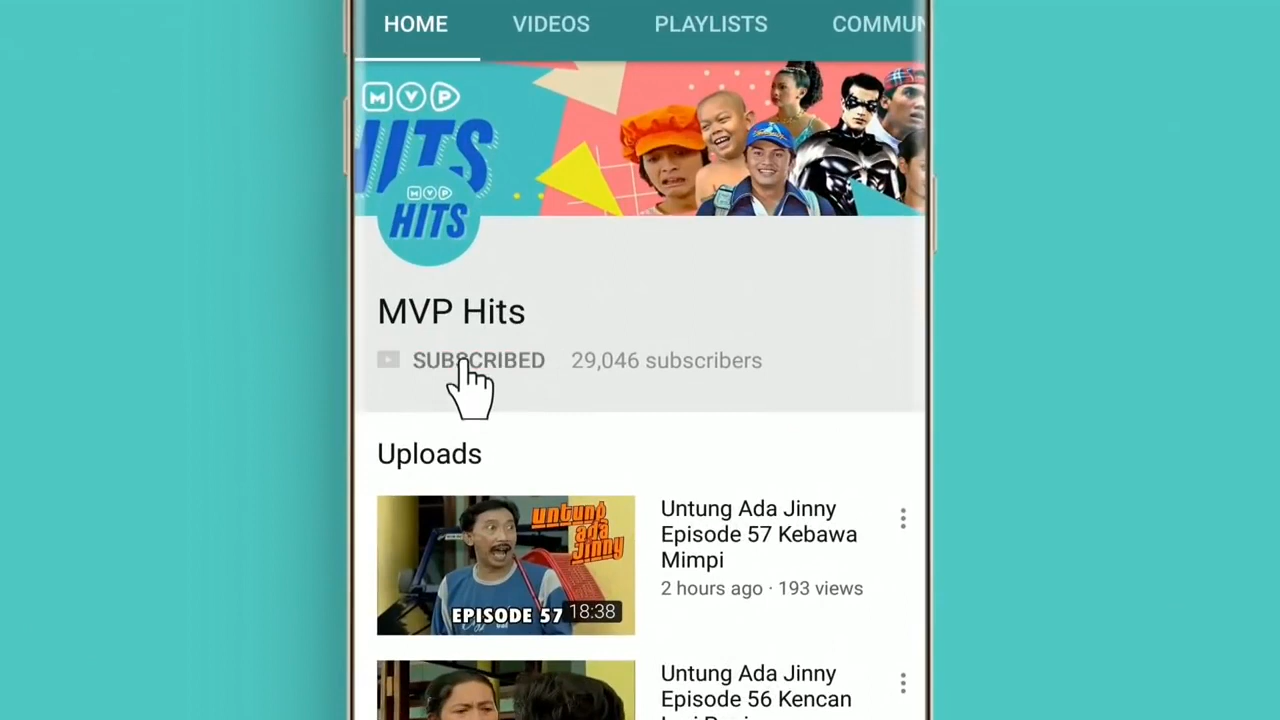 HOME VIDEOS PLAYLISTS COMMUN
MVP
HITS
MVP
HITS
MVP Hits
SUBSCRIBED 29,046 subscribers
Uploads
untung
ada
jinny
EPISODE 57 18:38
Untung Ada Jinny
Episode 57 Kebawa
Mimpi
2 hours ago · 193 views
Untung Ada Jinny
Episode 56 Kencan